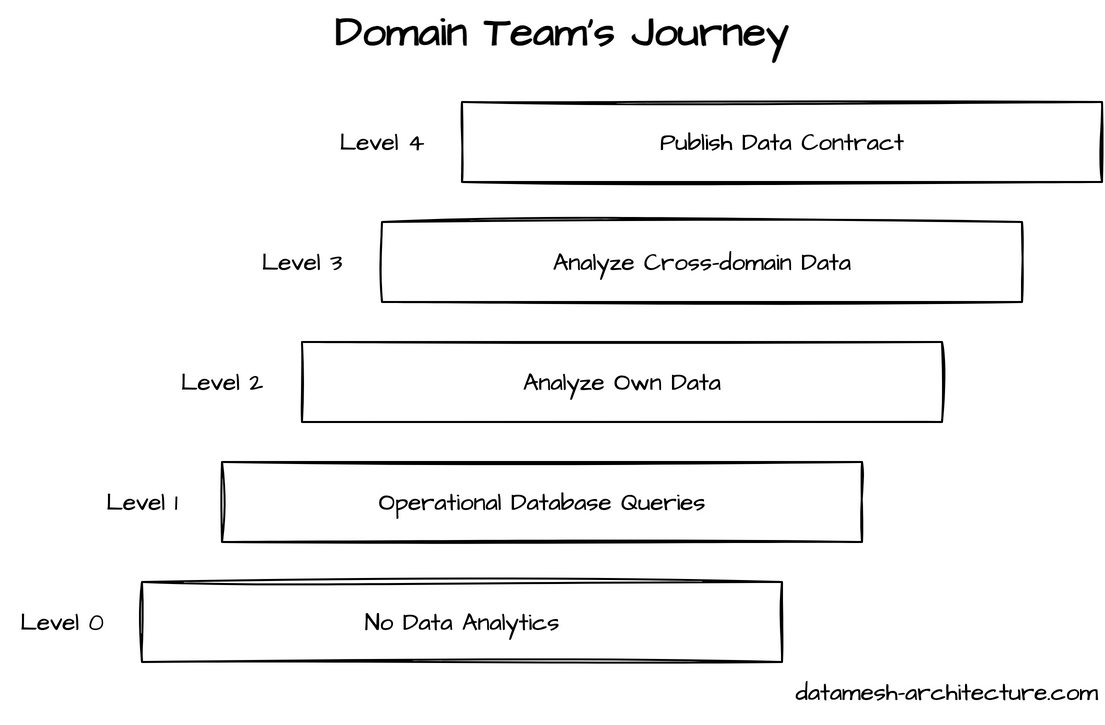 Domain Team's Journey
Level 4 Publish Data Contract
Level 3 Analyze Cross-domain Data
Level 2 Analyze Own Data
Level 1 Operational Database Queries
Level 0 No Data Analytics
datamesh-architecture.com